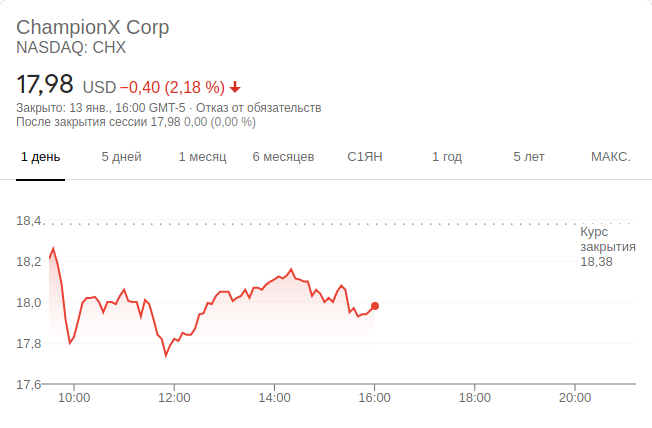 ChampionX Corp
NASDAQ: CHX
17,98 USD −0,40 (2,18 %)
Закрыто: 13 янв., 16:00 GMT-5 · Отказ от обязательств
После закрытия сессии 17,98 0,00 (0,00 %)
1 день 5 дней 1 месяц 6 месяцев С1ЯН 1 год 5 лет МАКС.
18,4
Курс
закрытия
18,38
18,2
18,0
17,8
17,6
10:00 12:00 14:00 16:00 18:00 20:00